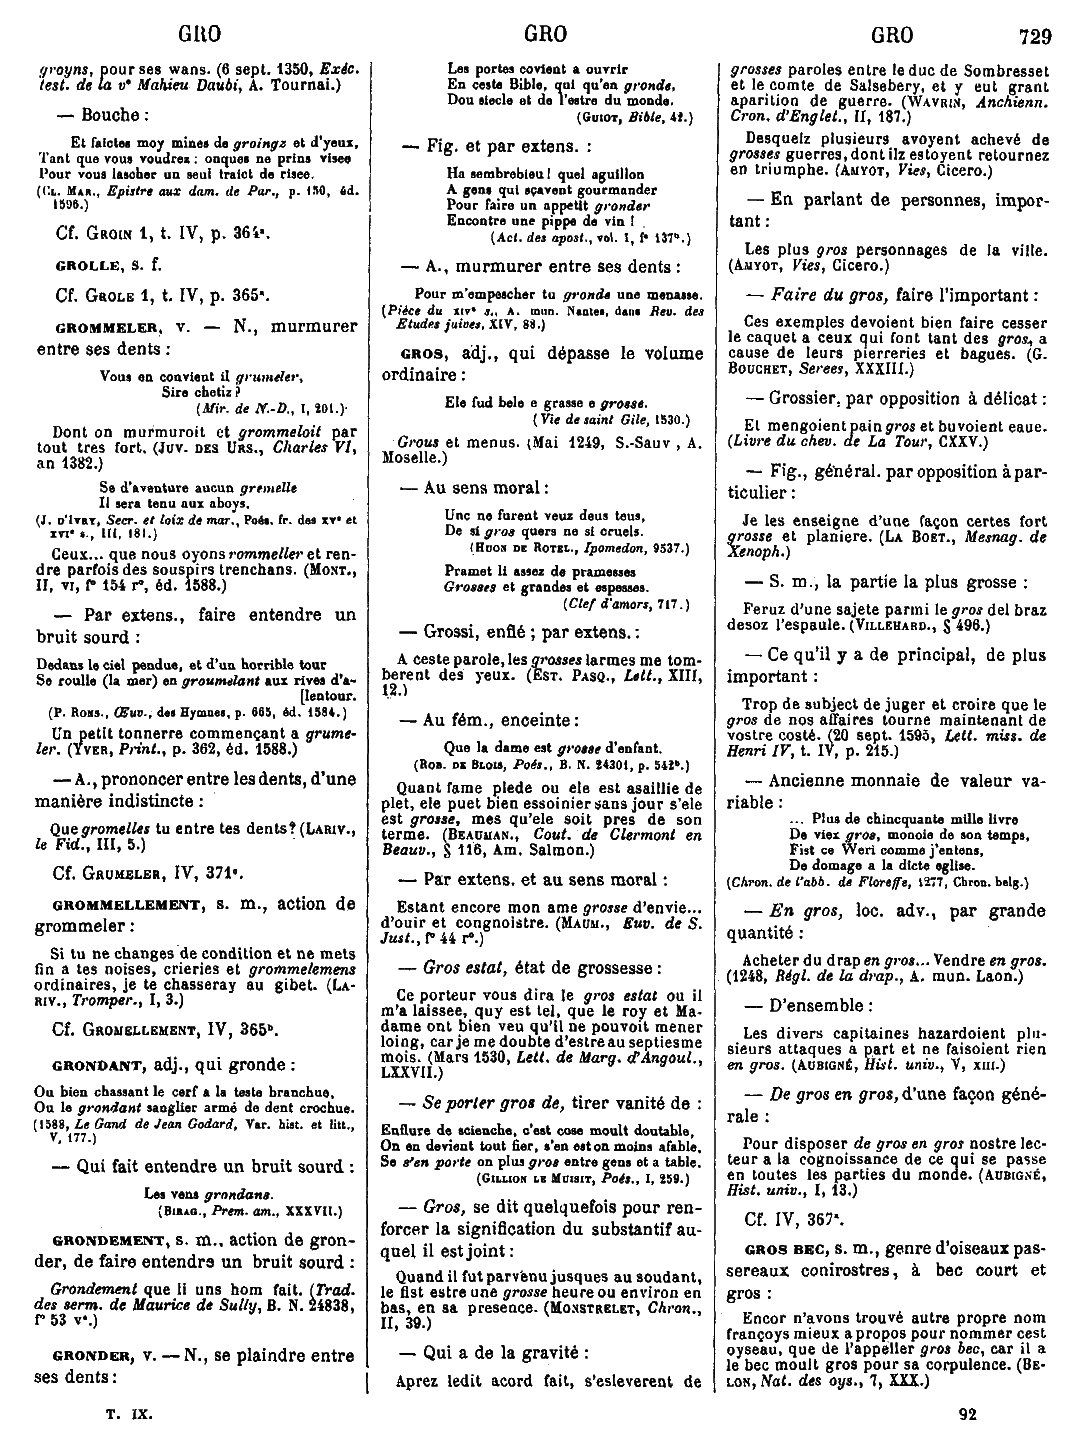 GRO
GRO
GRO
729
groyns, pour ses wans. (6 sept. 1350, Exéc.
test. de la vᵉ Mahieu Daubi, A. Tournai.)
— Bouche :
Et faictes moy mines de groingz et d'yeux,
Tant que vous voudrez : onques ne prins visee
Pour vous lascher un seul traict de risee.
(CL. MAR., Epistre aux dam. de Par., p. 150, éd.
1596.)
Cf. GROIN 1, t. IV, p. 364ᵃ.
GROLLE, s. f.
Cf. GROLE 1, t. IV, p. 365ᵃ.
GROMMELER, v. — N., murmurer
entre ses dents :
Vous en convient il grumeler,
Sire chetiz ?
(Mir. de N.-D., I, 201.)
Dont on murmuroit et grommeloit par
tout tres fort. (JUV. DES URS., Charles VI,
an 1382.)
Se d'aventure aucun gremelle
Il sera tenu aux aboys.
(J. D'IVRY, Secr. et loix de mar., Poés. fr. des XVᵉ et
XVIᵉ s., III, 181.)
Ceux... que nous oyons rommeller et ren-
dre parfois des souspirs trenchans. (MONT.,
II, VI, fº 154 rº, éd. 1588.)
— Par extens., faire entendre un
bruit sourd :
Dedans le ciel pendue, et d'un horrible tour
Se roulle (la mer) en groumelant aux rives d'a-
[lentour.
(P. RONS., Œuv., des Hymnes, p. 665, éd. 1584.)
Un petit tonnerre commençant a grume-
ler. (YVER, Print., p. 362, éd. 1588.)
— A., prononcer entre les dents, d'une
manière indistincte :
Que gromelles tu entre tes dents? (LARIV.,
le Fid., III, 5.)
Cf. GRUMELER, IV, 371ᵃ.
GROMMELLEMENT, s. m., action de
grommeler :
Si tu ne changes de condition et ne mets
fin a tes noises, crieries et grommelemens
ordinaires, je te chasseray au gibet. (LA-
RIV., Tromper., I, 3.)
Cf. GROMELLEMENT, IV, 365ᵇ.
GRONDANT, adj., qui gronde :
Ou bien chassant le cerf a la teste branchue,
Ou le grondant sanglier armé de dent crochue.
(1588, Le Gand de Jean Godard, Var. hist. et litt.,
V, 177.)
— Qui fait entendre un bruit sourd :
Les vens grondans.
(BIRAG., Prem. am., XXXVII.)
GRONDEMENT, s. m., action de gron-
der, de faire entendre un bruit sourd :
Grondement que li uns hom fait. (Trad.
des serm. de Maurice de Sully, B. N. 24838,
fº 53 vº.)
GRONDER, v. — N., se plaindre entre
ses dents :
T. IX.
Les portes covient a ouvrir
En ceste Bible, qui qu'en gronde,
Dou siecle et de l'estre du monde.
(GUIOT, Bible, 42.)
— Fig. et par extens. :
Ha sembrebieu ! quel aguillon
A gens qui sçavent gourmander
Pour faire un appetit gronder
Encontre une pippe de vin !
(Act. des apost., vol. I, fº 137ᵇ.)
— A., murmurer entre ses dents :
Pour m'empescher tu gronds une menasse.
(Pièce du XIVᵉ s., A. mun. Nantes, dans Rev. des
Etudes juives, XIV, 88.)
GROS, adj., qui dépasse le volume
ordinaire :
Ele fud bele e grasse e grosse.
(Vie de saint Gile, 1530.)
Grous et menus. (Mai 1249, S.-Sauv, A.
Moselle.)
— Au sens moral :
Unc ne furent veuz deus teus,
De si gros quers ne si cruels.
(HUON DE ROTEL., Ipomedon, 9537.)
Pramet li assez de pramesses
Grosses et grandes et espesses.
(Clef d'amors, 717.)
— Grossi, enflé ; par extens. :
A ceste parole, les grosses larmes me tom-
berent des yeux. (EST. PASQ., Lett., XIII,
12.)
— Au fém., enceinte :
Que la dame est grosse d'enfant.
(ROB. DE BLOIS, Poés., B. N. 24301, p. 542ᵇ.)
Quant fame plede ou ele est asaillie de
plet, ele puet bien essoinier sans jour s'ele
est grosse, mes qu'ele soit pres de son
terme. (BEAUMAN., Cout. de Clermont en
Beauv., § 116, Am. Salmon.)
— Par extens. et au sens moral :
Estant encore mon ame grosse d'envie...
d'ouir et congnoistre. (MAUM., Euv. de S.
Just., fº 44 rº.)
— Gros estat, état de grossesse :
Ce porteur vous dira le gros estat ou il
m'a laissee, quy est tel, que le roy et Ma-
dame ont bien veu qu'il ne pouvoit mener
loing, car je me doubte d'estre au septiesme
mois. (Mars 1530, Lett. de Marg. d'Angoul.,
LXXVII.)
— Se porter gros de, tirer vanité de :
Enflure de scienche, c'est cose moult doutable,
On en devient tout fier, s'en est on moins afable,
Se s'en porte on plus gros entre gens et a table.
(GILLION LE MUISIT, Poés., I, 259.)
— Gros, se dit quelquefois pour ren-
forcer la signification du substantif au-
quel il est joint :
Quand il fut parvenu jusques au soudant,
le fist estre une grosse heure ou environ en
bas, en sa presence. (MONSTRELET, Chron.,
II, 39.)
— Qui a de la gravité :
Aprez ledit acord fait, s'esleverent de
grosses paroles entre le duc de Sombresset
et le comte de Salsebery, et y eut grant
aparition de guerre. (WAVRIN, Anchienn.
Cron. d'Englet., II, 187.)
Desquelz plusieurs avoyent achevé de
grosses guerres, dont ilz estoyent retournez
en triumphe. (AMYOT, Vies, Cicero.)
— En parlant de personnes, impor-
tant :
Les plus gros personnages de la ville.
(AMYOT, Vies, Cicero.)
— Faire du gros, faire l'important :
Ces exemples devoient bien faire cesser
le caquet a ceux qui font tant des gros, a
cause de leurs pierreries et bagues. (G.
BOUCHET, Serees, XXXIII.)
— Grossier, par opposition à délicat :
Et mengoient pain gros et buvoient eaue.
(Livre du chev. de La Tour, CXXV.)
— Fig., général. par opposition à par-
ticulier :
Je les enseigne d'une façon certes fort
grosse et planiere. (LA BOET., Mesnag. de
Xenoph.)
— S. m., la partie la plus grosse :
Feruz d'une sajete parmi le gros del braz
desoz l'espaule. (VILLEHARD., § 496.)
— Ce qu'il y a de principal, de plus
important :
Trop de subject de juger et croire que le
gros de nos affaires tourne maintenant de
vostre costé. (20 sept. 1595, Lett. miss. de
Henri IV, t. IV, p. 215.)
— Ancienne monnaie de valeur va-
riable :
... Plus de chincquante mille livre
De viex gros, monoie de son temps,
Fist ce Weri comme j'entens,
De domage a la dicte eglise.
(Chron. de l'abb. de Floreffe, 1277, Chron. belg.)
— En gros, loc. adv., par grande
quantité :
Acheter du drap en gros... Vendre en gros.
(1248, Régl. de la drap., A. mun. Laon.)
— D'ensemble :
Les divers capitaines hazardoient plu-
sieurs attaques a part et ne faisoient rien
en gros. (AUBIGNÉ, Hist. univ., V, XIII.)
— De gros en gros, d'une façon géné-
rale :
Pour disposer de gros en gros nostre lec-
teur a la cognoissance de ce qui se passe
en toutes les parties du monde. (AUBIGNÉ,
Hist. univ., I, 13.)
Cf. IV, 367ᵃ.
GROS BEC, s. m., genre d'oiseaux pas-
sereaux conirostres, à bec court et
gros :
Encor n'avons trouvé autre propre nom
françoys mieux a propos pour nommer cest
oyseau, que de l'appeller gros bec, car il a
le bec moult gros pour sa corpulence. (BE-
LON, Nat. des oys., 7, XXX.)
92